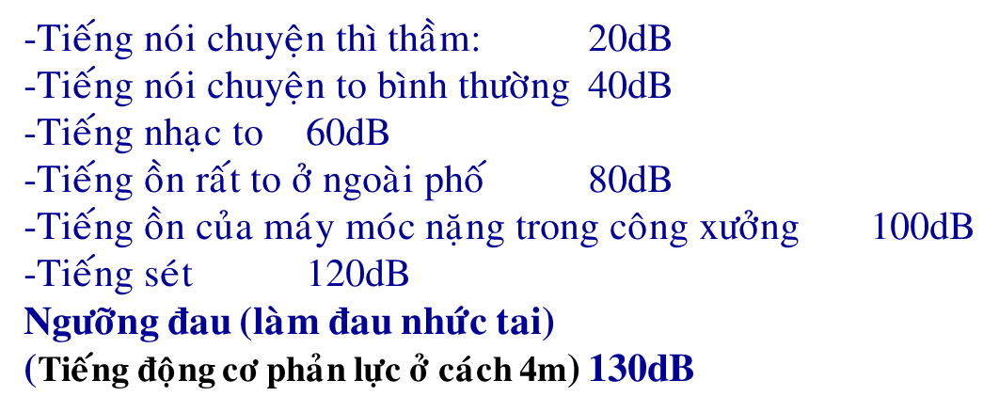 -Tiếng nói chuyện thì thầm: 20dB
-Tiếng nói chuyện to bình thường 40dB
-Tiếng nhạc to 60dB
-Tiếng ồn rất to ở ngoài phố 80dB
-Tiếng ồn của máy móc nặng trong công xưởng 100dB
-Tiếng sét 120dB
Ngưỡng đau (làm đau nhức tai)
(Tiếng động cơ phản lực ở cách 4m) 130dB